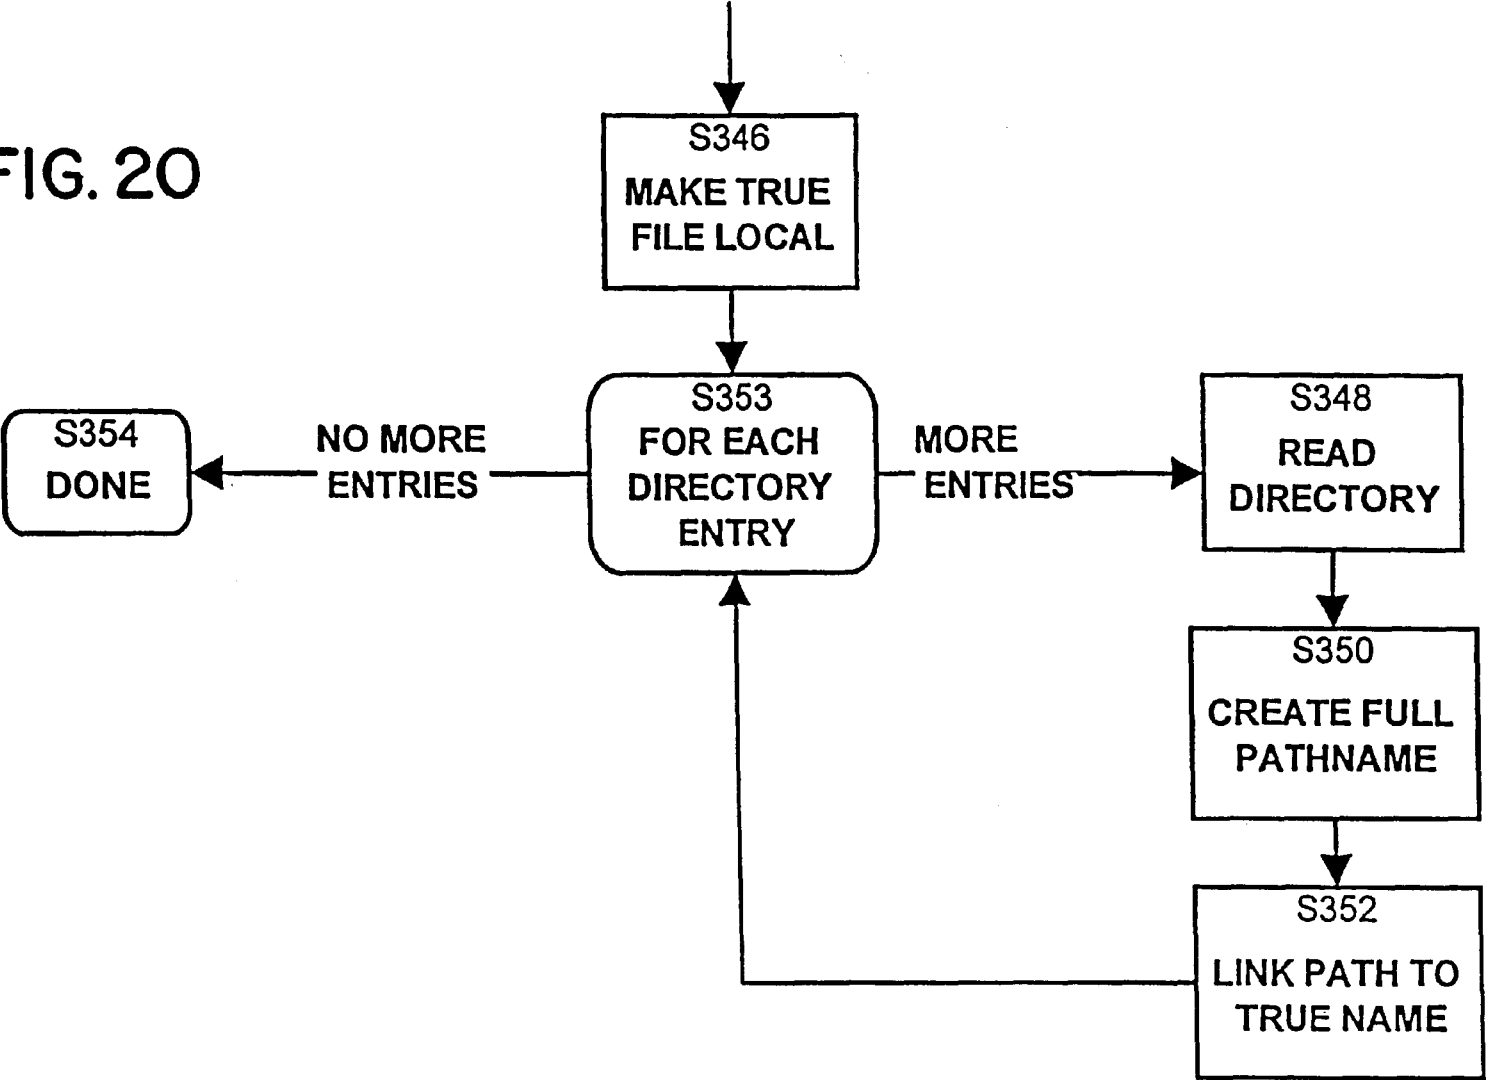 FIG. 20
S346
MAKE TRUE
FILE LOCAL
S353
FOR EACH
DIRECTORY
ENTRY
S354
DONE
NO MORE
ENTRIES
MORE
ENTRIES
S348
READ
DIRECTORY
S350
CREATE FULL
PATHNAME
S352
LINK PATH TO
TRUE NAME